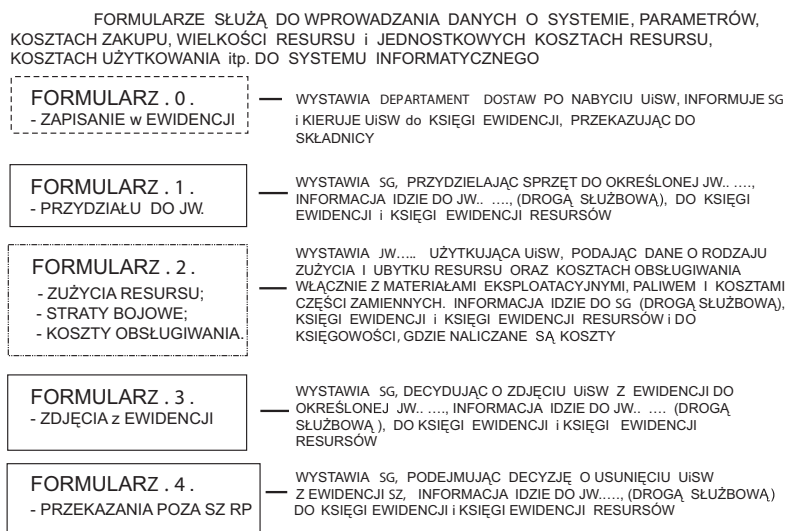 FORMULARZE SŁUŻĄ DO WPROWADZANIA DANYCH O SYSTEMIE, PARAMETRÓW,
KOSZTACH ZAKUPU, WIELKOŚCI RESURSU i JEDNOSTKOWYCH KOSZTACH RESURSU,
KOSZTACH UŻYTKOWANIA itp. DO SYSTEMU INFORMATYCZNEGO
FORMULARZ . 0 .
- ZAPISANIE w EWIDENCJI
WYSTAWIA DEPARTAMENT DOSTAW PO NABYCIU UiSW, INFORMUJE SG
i KIERUJE UiSW do KSIĘGI EWIDENCJI, PRZEKAZUJĄC DO
SKŁADNICY
FORMULARZ . 1 .
- PRZYDZIAŁU DO JW.
WYSTAWIA SG, PRZYDZIELAJĄC SPRZĘT DO OKREŚLONEJ JW.. ....,
INFORMACJA IDZIE DO JW.. ...., (DROGĄ SŁUŻBOWĄ), DO KSIĘGI
EWIDENCJI i KSIĘGI EWIDENCJI RESURSÓW
FORMULARZ . 2 .
- ZUŻYCIA RESURSU;
- STRATY BOJOWE;
- KOSZTY OBSŁUGIWANIA.
WYSTAWIA JW..... UŻYTKUJĄCA UiSW, PODAJĄC DANE O RODZAJU
ZUŻYCIA I UBYTKU RESURSU ORAZ KOSZTACH OBSŁUGIWANIA
WŁĄCZNIE Z MATERIAŁAMI EKSPLOATACYJNYMI, PALIWEM I KOSZTAMI
CZĘŚCI ZAMIENNYCH. INFORMACJA IDZIE DO SG (DROGĄ SŁUŻBOWĄ),
KSIĘGI EWIDENCJI i KSIĘGI EWIDENCJI RESURSÓW i DO
KSIĘGOWOŚCI, GDZIE NALICZANE SĄ KOSZTY
FORMULARZ . 3 .
- ZDJĘCIA z EWIDENCJI
WYSTAWIA SG, DECYDUJĄC O ZDJĘCIU UiSW Z EWIDENCJI DO
OKREŚLONEJ JW.. ...., INFORMACJA IDZIE DO JW.. .... (DROGĄ
SŁUŻBOWĄ ), DO KSIĘGI EWIDENCJI i KSIĘGI EWIDENCJI
RESURSÓW
FORMULARZ . 4 .
- PRZEKAZANIA POZA SZ RP
WYSTAWIA SG, PODEJMUJĄC DECYZJĘ O USUNIĘCIU UiSW
Z EWIDENCJI SZ, INFORMACJA IDZIE DO JW....., (DROGĄ SŁUŻBOWĄ)
DO KSIĘGI EWIDENCJI i KSIĘGI EWIDENCJI RESURSÓW